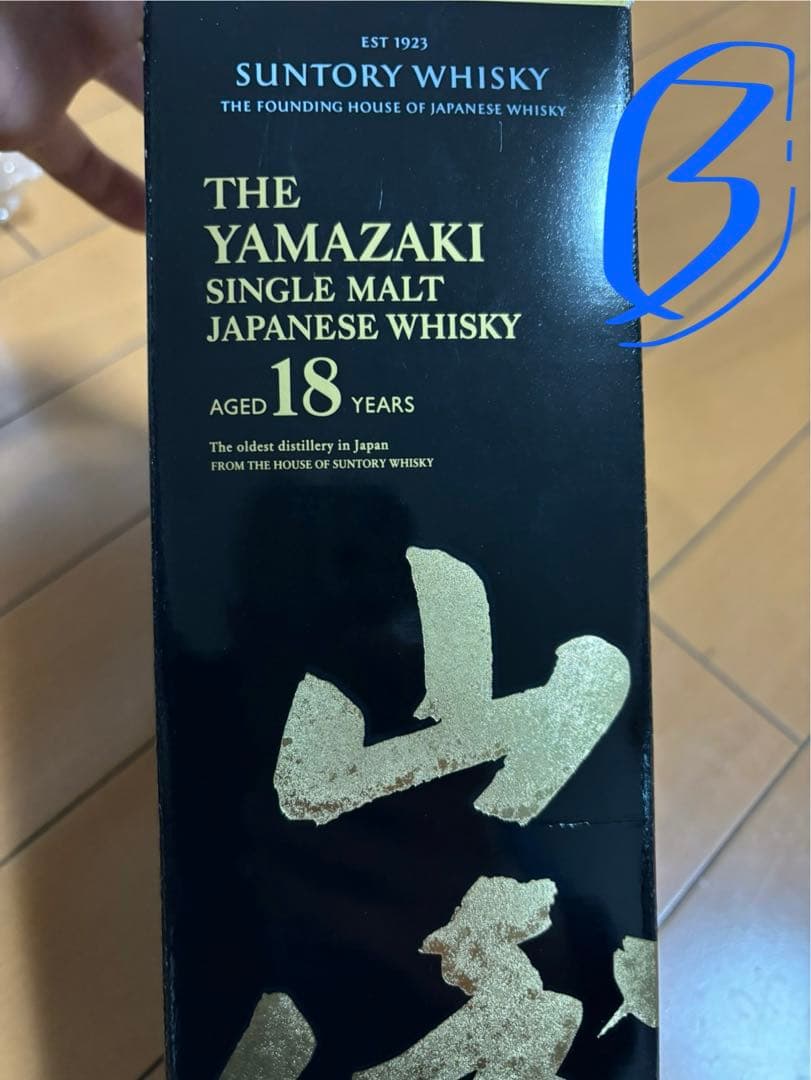 EST 1923
SUNTORY WHISKY
THE FOUNDING HOUSE OF JAPANESE WHISKY
THE
YAMAZAKI
SINGLE MALT
JAPANESE WHISKY
AGED 18 YEARS
The oldest distillery in Japan
FROM THE HOUSE OF SUNTORY WHISKY
山